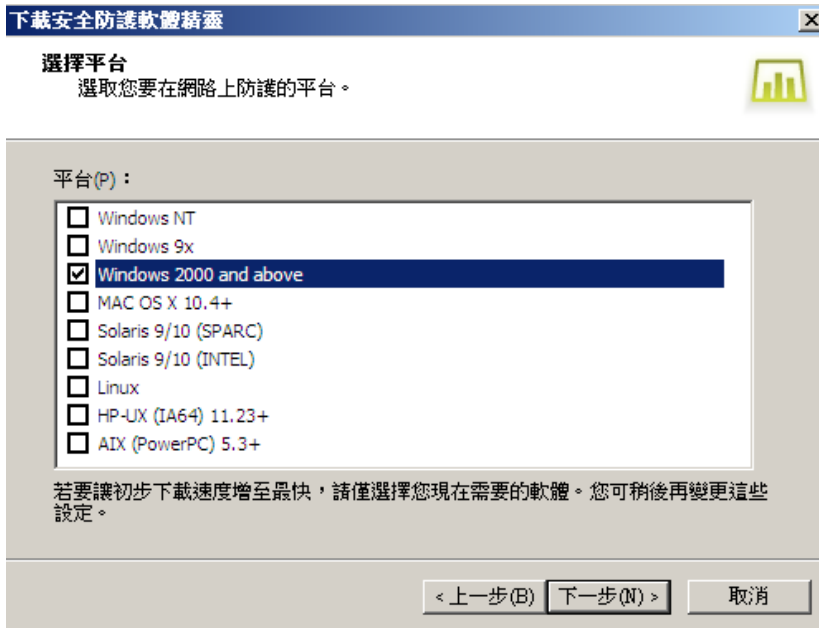 下載安全防護軟體精靈
選擇平台
選取您要在網路上防護的平台。
平台(P)：
Windows NT
Windows 9x
Windows 2000 and above
MAC OS X 10.4+
Solaris 9/10 (SPARC)
Solaris 9/10 (INTEL)
Linux
HP-UX (IA64) 11.23+
AIX (PowerPC) 5.3+
若要讓初步下載速度增至最快，請僅選擇您現在需要的軟體。您可稍後再變更這些
設定。
<上一步(B) 下一步(N)> 取消